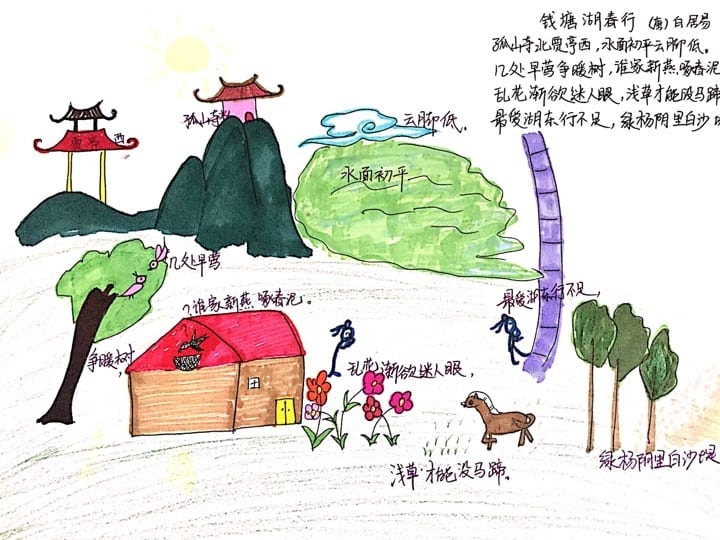 钱塘湖春行 (唐)白居易
孤山寺北贾亭西,水面初平云脚低。
几处早莺争暖树,谁家新燕啄春泥
乱花渐欲迷人眼,浅草才能没马蹄
最爱湖东行不足,绿杨阴里白沙堤
孤山寺北
云脚低。
贾亭西
水面初平
几处早莺
谁家新燕啄春泥。
最爱湖东行不足,
争暖树,
乱花渐欲迷人眼,
浅草才能没马蹄。
绿杨阴里白沙堤